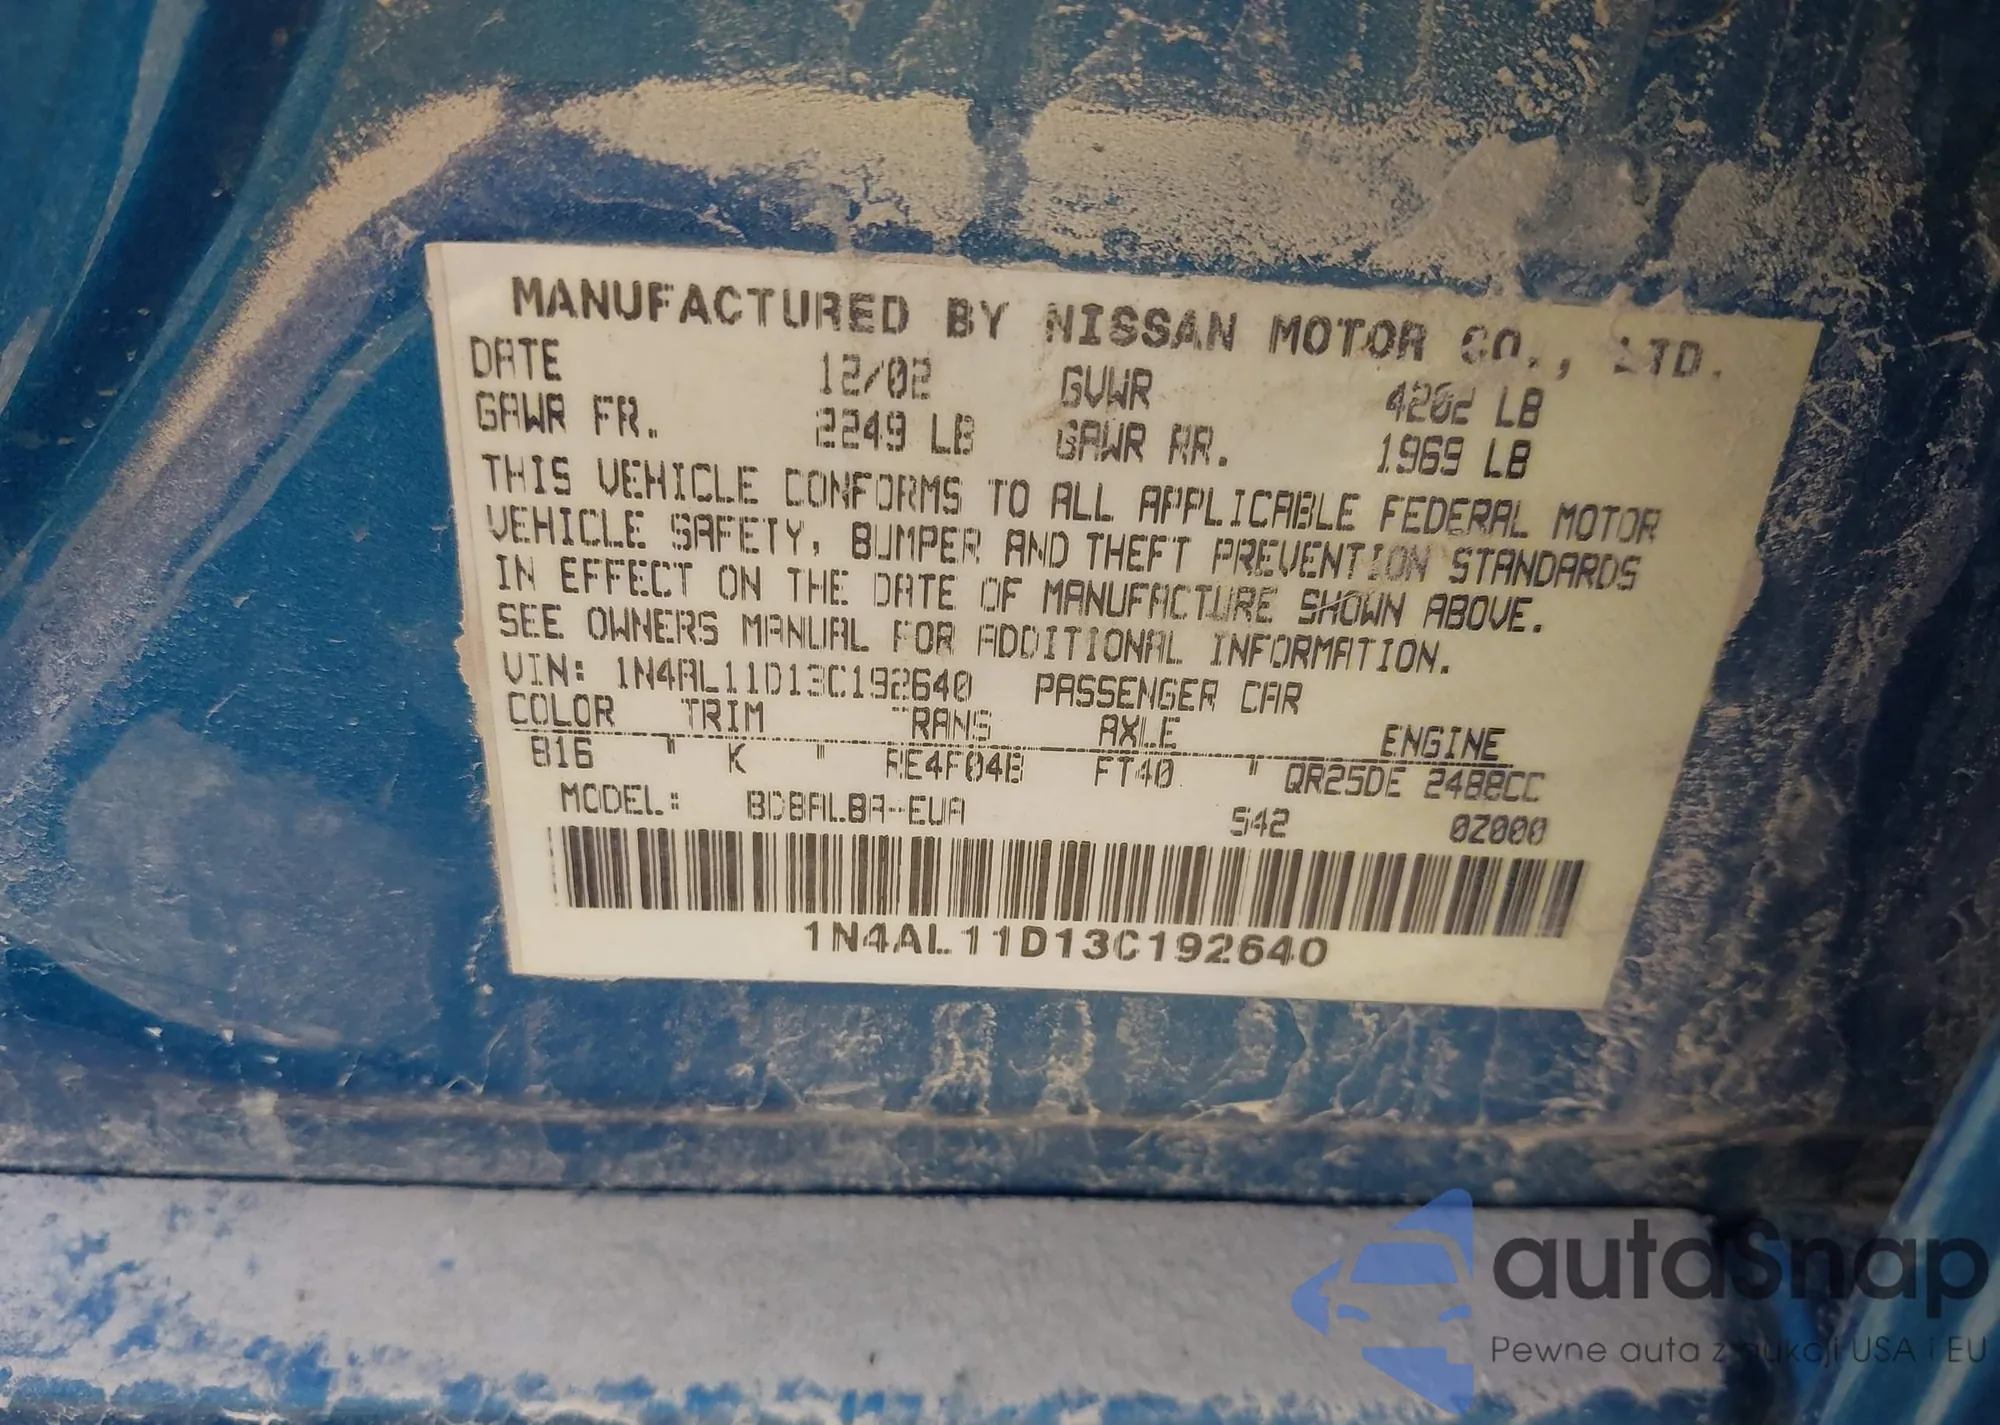 MANUFACTURED BY NISSAN MOTOR CO., LTD.
DATE 12/02 GVWR 4202 LB
GAWR FR. 2249 LB GAWR RR. 1969 LB
THIS VEHICLE CONFORMS TO ALL APPLICABLE FEDERAL MOTOR
VEHICLE SAFETY, BUMPER AND THEFT PREVENTION STANDARDS
IN EFFECT ON THE DATE OF MANUFACTURE SHOWN ABOVE.
SEE OWNERS MANUAL FOR ADDITIONAL INFORMATION.
VIN: 1N4AL11D13C192640 PASSENGER CAR
COLOR TRIM TRANS AXLE ENGINE
B16 " K " RE4F04B FT40 " QR25DE 2488CC
MODEL: BDBALBA-EUA S42 0Z000
1N4AL11D13C192640
autoSnap
Pewne auta z aukcji USA i EU